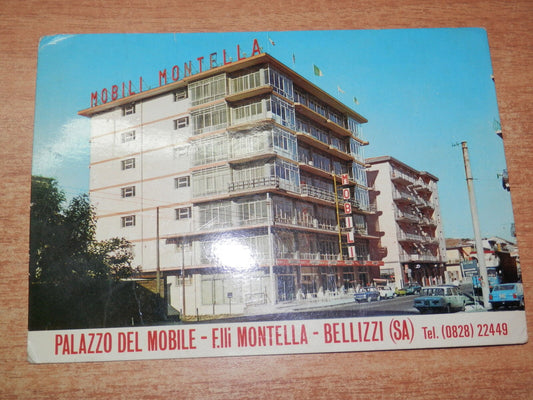 MOBILI MONTELLA
MOBILI
PALAZZO DEL MOBILE - F.lli MONTELLA - BELLIZZI (SA) Tel. (0828) 22449